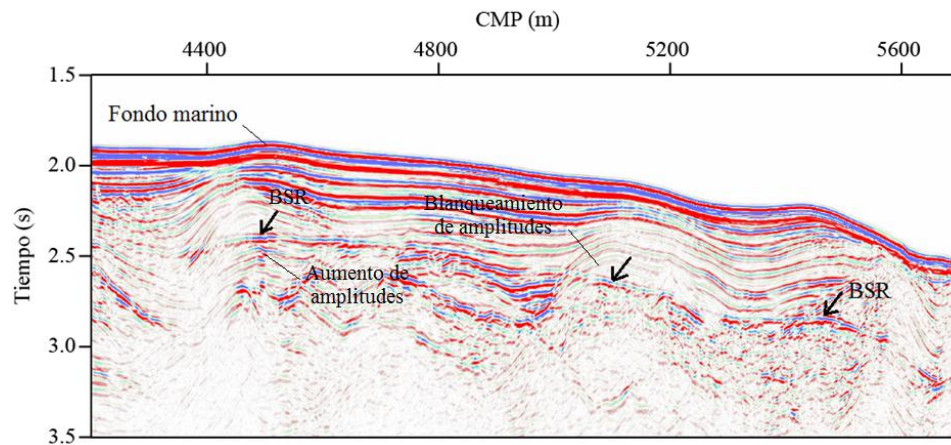 CMP (m)
4400 4800 5200 5600
1.5
Fondo marino
2.0
BSR
Blanqueamiento
de amplitudes
2.5
Aumento de
amplitudes
BSR
Tiempo (s)
3.0
3.5